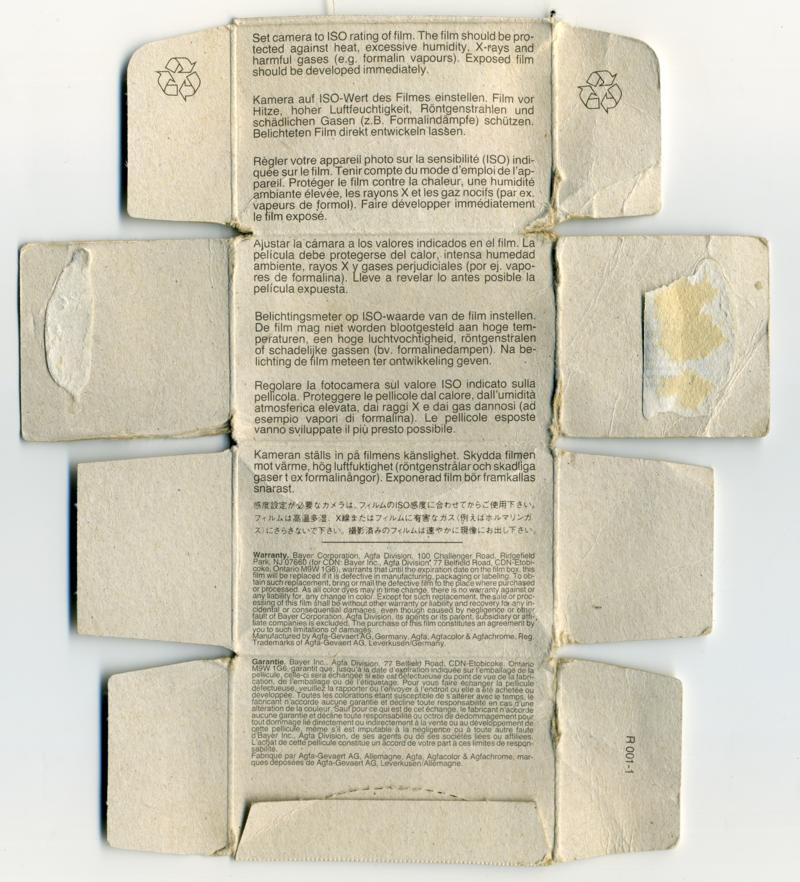 Set camera to ISO rating of film. The film should be pro-
tected against heat, excessive humidity, X-rays and
harmful gases (e.g. formalin vapours). Exposed film
should be developed immediately.
Kamera auf ISO-Wert des Filmes einstellen. Film vor
Hitze, hoher Luftfeuchtigkeit, Röntgenstrahlen und
schädlichen Gasen (z.B. Formalindämpfe) schützen.
Belichteten Film direkt entwickeln lassen.
Règler votre appareil photo sur la sensibilité (ISO) indi-
quée sur le film. Tenir compte du mode d'emploi de l'ap-
pareil. Protéger le film contre la chaleur, une humidité
ambiante élevée, les rayons X et les gaz nocifs (par ex.
vapeurs de formol). Faire développer immédiatement
le film exposé.
Ajustar la cámara a los valores indicados en el film. La
película debe protegerse del calor, intensa humedad
ambiente, rayos X y gases perjudiciales (por ej. vapo-
res de formalina). Lleve a revelar lo antes posible la
película expuesta.
Belichtingsmeter op ISO-waarde van de film instellen.
De film mag niet worden blootgesteld aan hoge tem-
peraturen, een hoge luchtvochtigheid, röntgenstralen
of schadelijke gassen (bv. formalinedampen). Na be-
lichting de film meteen ter ontwikkeling geven.
Regolare la fotocamera sul valore ISO indicato sulla
pellicola. Proteggere le pellicole dal calore, dall'umidità
atmosferica elevata, dai raggi X e dai gas dannosi (ad
esempio vapori di formalina). Le pellicole esposte
vanno sviluppate il più presto possibile.
Kameran ställs in på filmens känslighet. Skydda filmen
mot värme, hög luftfuktighet (röntgenstrålar och skadliga
gaser t ex formalinångor). Exponerad film bör framkallas
snarast.
感度設定が必要なカメラは、フィルムのISO感度に合わせてからご使用下さい。
フィルムは高温多湿、X線またはフィルムに有害なガス(例えばホルマリンガ
ス)にさらさないで下さい。撮影済みのフィルムは速やかに現像にお出し下さい。
Warranty. Bayer Corporation, Agfa Division, 100 Challenger Road, Ridgefield
Park, NJ 07660 (for CDN: Bayer Inc., Agfa Division, 77 Belfield Road, CDN-Etobi-
coke, Ontario M9W 1G6), warrants that until the expiration date on the film box, this
film will be replaced if it is defective in manufacturing, packaging or labeling. To ob-
tain such replacement, bring or mail the defective film to the place where purchased
or processed. As all color dyes may in time change, there is no warranty against or
any liability for, any change in color. Except for such replacement, the sale or proc-
essing of this film shall be without other warranty or liability and recovery for any in-
cidental or consequential damages, even though caused by negligence or other
fault of Bayer Corporation, Agfa Division, its agents or its parent, subsidiary or affi-
liate companies is excluded. The purchase of this film constitutes an agreement by
you to such limitations of damages.
Manufactured by Agfa-Gevaert AG, Germany, Agfa, Agfacolor & Agfachrome, Reg.
Trademarks of Agfa-Gevaert AG, Leverkusen/Germany.
Garantie. Bayer Inc., Agfa Division, 77 Belfield Road, CDN-Etobicoke, Ontario
M9W 1G6, garantit que, jusqu'à la date d'expiration indiquée sur l'emballage de la
pellicule, celle-ci sera échangée si elle est défectueuse du point de vue de la fabri-
cation, de l'emballage ou de l'étiquetage. Pour vous faire échanger la pellicule
défectueuse, veuillez la rapporter ou l'envoyer à l'endroit ou elle a été achetée ou
développée. Toutes les colorations étant susceptible de s'altérer avec le temps, le
fabricant n'accorde aucune garantie et décline toute responsabilité en cas d'une
altération de la couleur. Sauf pour ce qui est de cet échange, le fabricant n'accorde
aucune garantie et décline toute responsabilité ou octroi de dédommagement pour
tout dommage lié directement ou indirectement à la vente ou au développement de
cette pellicule, même s'il est imputable à la négligence ou à toute autre faute
d'Bayer Inc., Agfa Division, de ses agents ou des sociétés liées ou affiliées.
L'achat de cette pellicule constitue un accord de votre part à ces limites de respon-
sabilité.
Fabriqué par Agfa-Gevaert AG, Allemagne, Agfa, Agfacolor & Agfachrome, mar-
ques déposées de Agfa-Gevaert AG, Leverkusen/Allemagne.
R 001-1